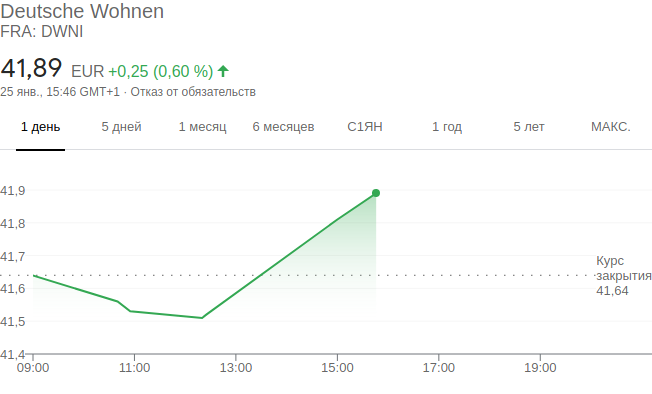 Deutsche Wohnen
FRA: DWNI
41,89 EUR +0,25 (0,60 %)
25 янв., 15:46 GMT+1 · Отказ от обязательств
1 день 5 дней 1 месяц 6 месяцев С1ЯН 1 год 5 лет МАКС.
41,9
41,8
41,7
41,6
41,5
41,4
Курс
закрытия
41,64
09:00 11:00 13:00 15:00 17:00 19:00